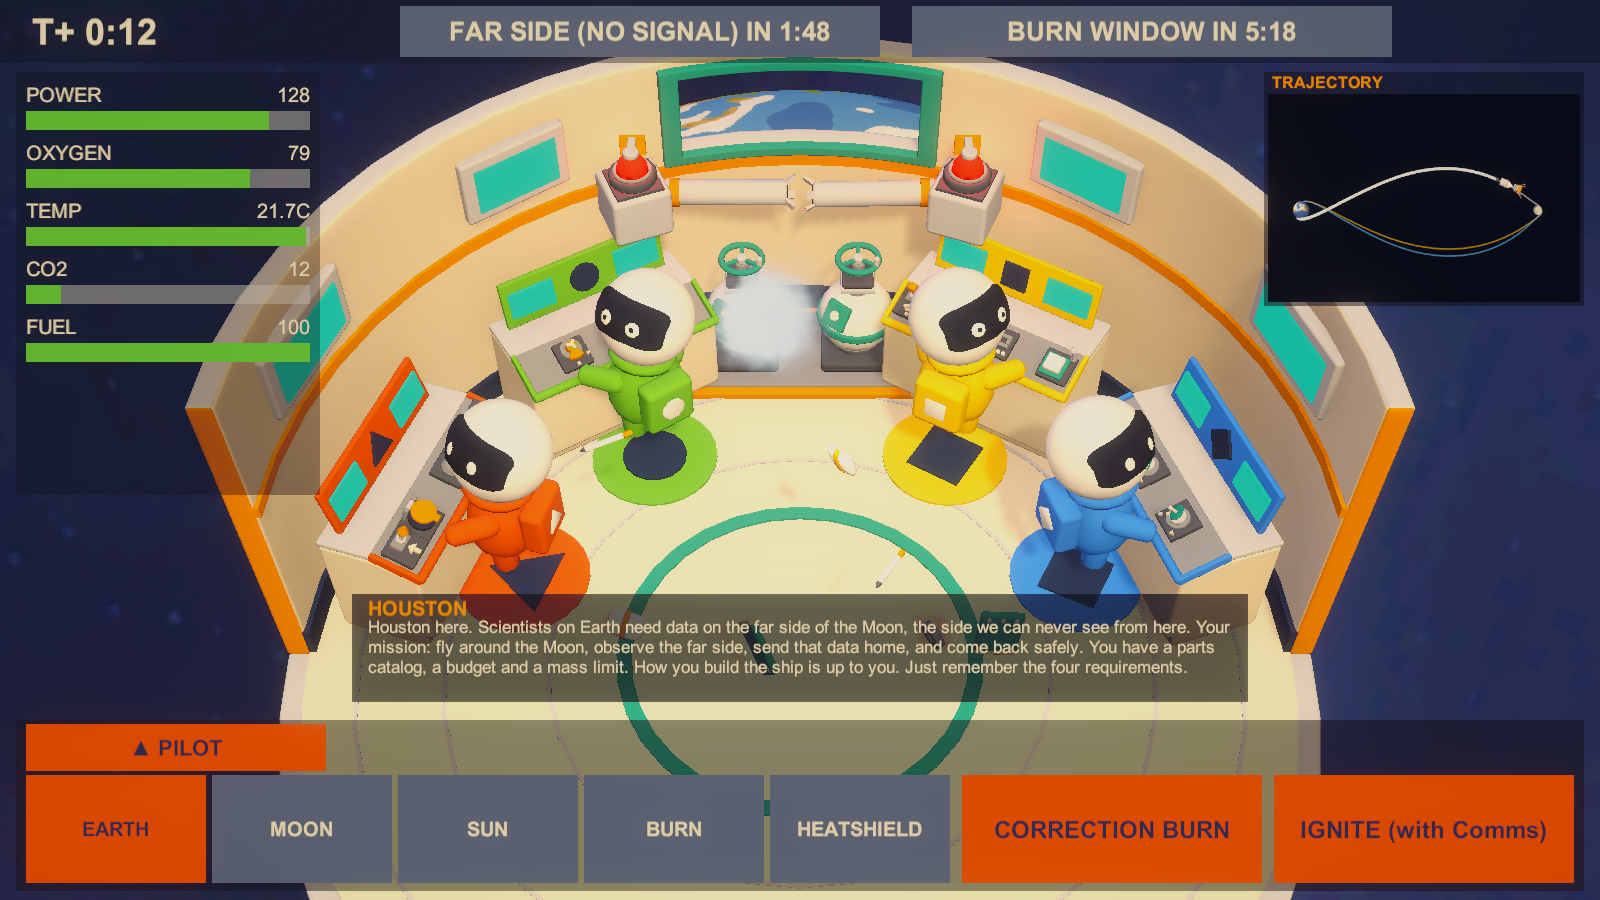 T+ 0:12
FAR SIDE (NO SIGNAL) IN 1:48
BURN WINDOW IN 5:18
POWER 128
OXYGEN 79
TEMP 21.7C
CO2 12
FUEL 100
TRAJECTORY
HOUSTON
Houston here. Scientists on Earth need data on the far side of the Moon, the side we can never see from here. Your
mission: fly around the Moon, observe the far side, send that data home, and come back safely. You have a parts
catalog, a budget and a mass limit. How you build the ship is up to you. Just remember the four requirements.
▲ PILOT
EARTH
MOON
SUN
BURN
HEATSHIELD
CORRECTION BURN
IGNITE (with Comms)